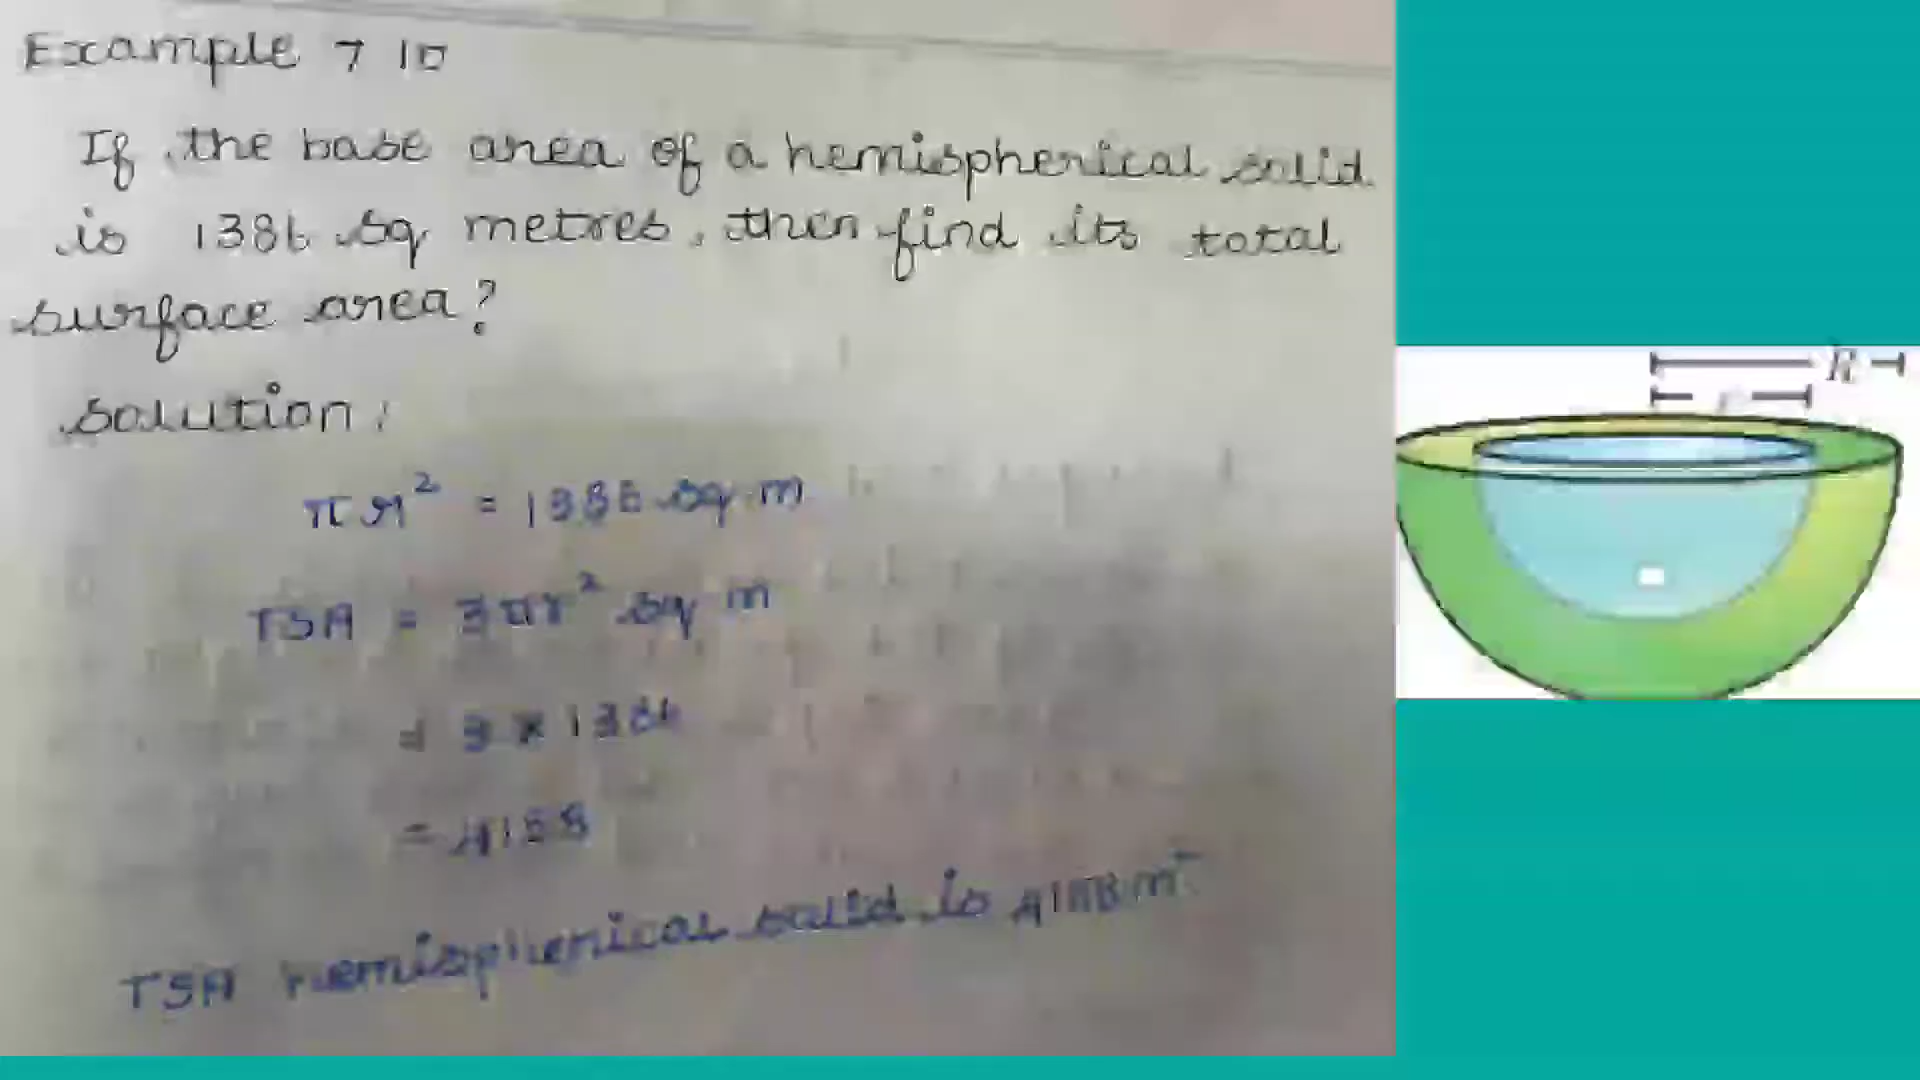 Example 7 10
If the base area of a hemispherical solid
is 1386 sq metres, then find its total
surface area?
solution:
πr² = 1386 sq m
TSA = 3πr² sq m
= 3 × 1386
= 4158
TSA hemispherical solid is 4158 m²
R
r